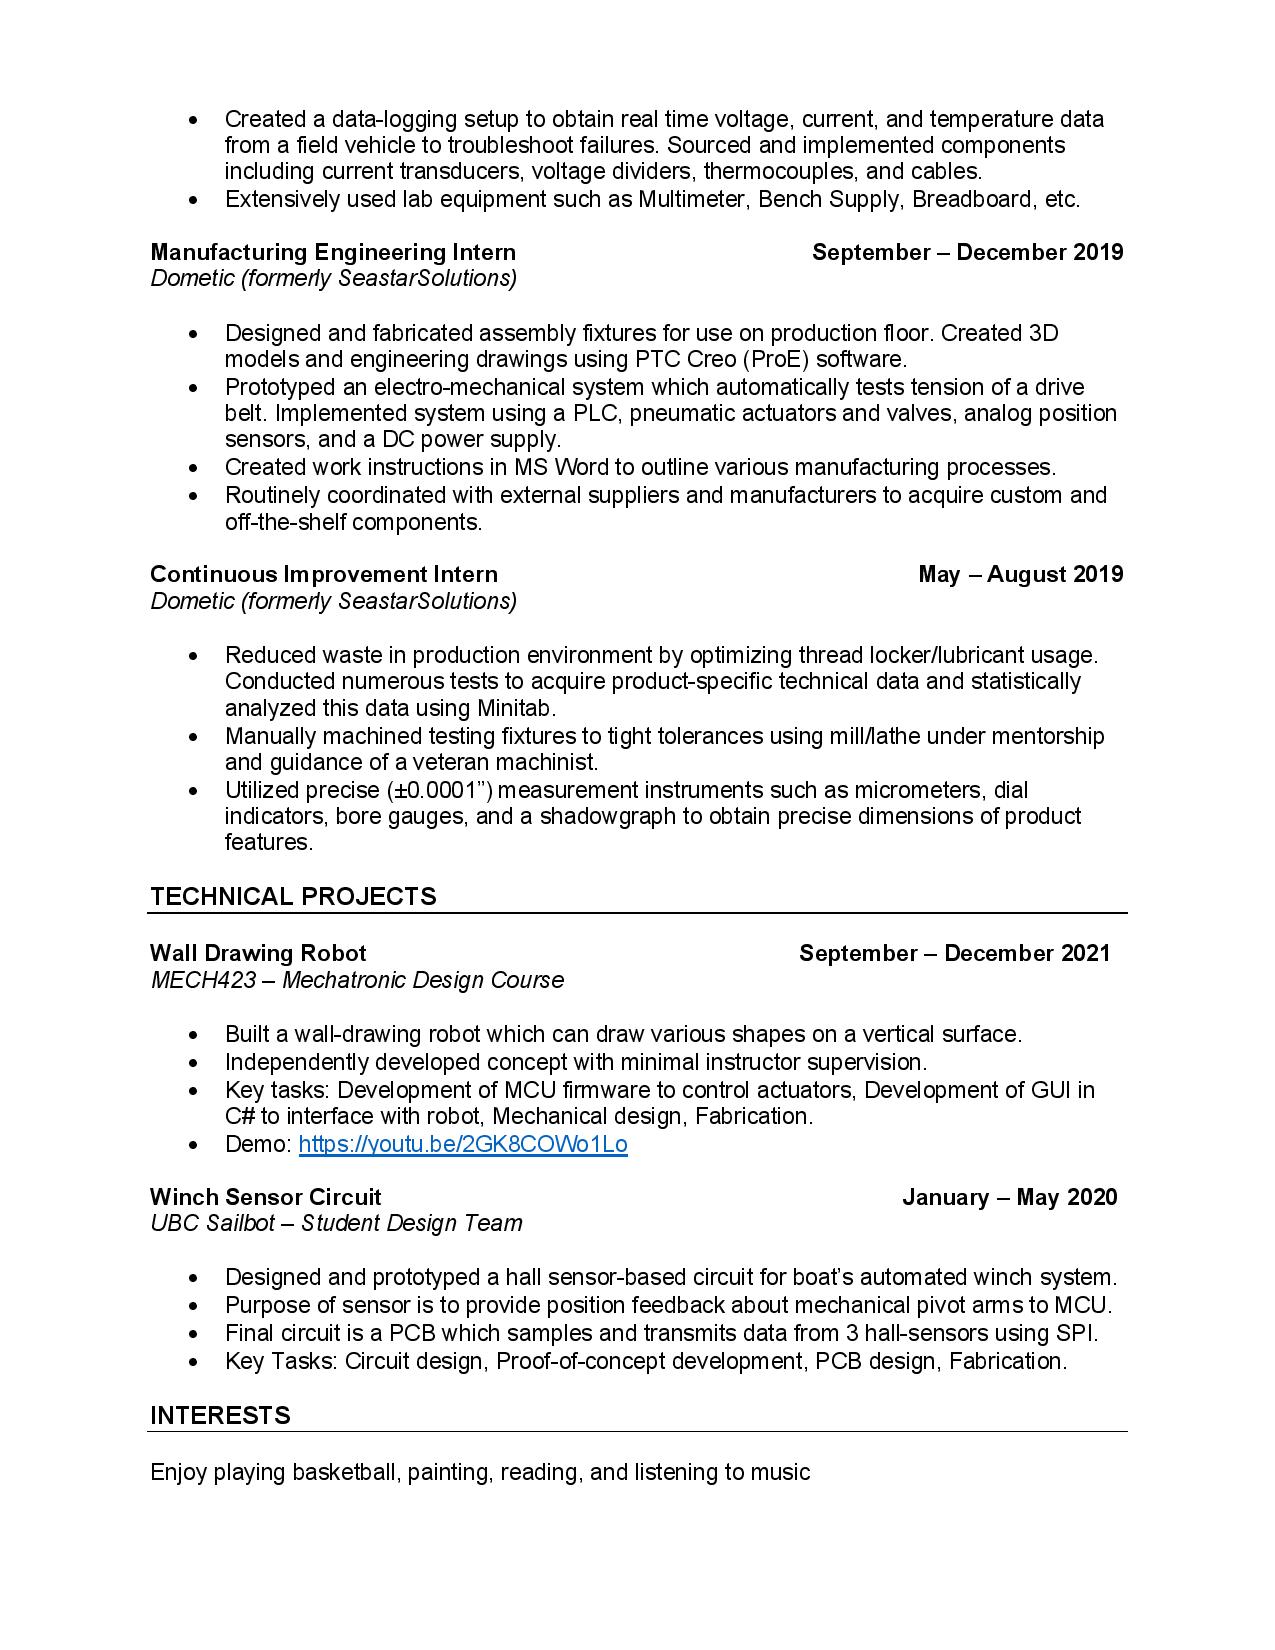 • Created a data-logging setup to obtain real time voltage, current, and temperature data
from a field vehicle to troubleshoot failures. Sourced and implemented components
including current transducers, voltage dividers, thermocouples, and cables.
• Extensively used lab equipment such as Multimeter, Bench Supply, Breadboard, etc.
Manufacturing Engineering Intern September – December 2019
Dometic (formerly SeastarSolutions)
• Designed and fabricated assembly fixtures for use on production floor. Created 3D
models and engineering drawings using PTC Creo (ProE) software.
• Prototyped an electro-mechanical system which automatically tests tension of a drive
belt. Implemented system using a PLC, pneumatic actuators and valves, analog position
sensors, and a DC power supply.
• Created work instructions in MS Word to outline various manufacturing processes.
• Routinely coordinated with external suppliers and manufacturers to acquire custom and
off-the-shelf components.
Continuous Improvement Intern May – August 2019
Dometic (formerly SeastarSolutions)
• Reduced waste in production environment by optimizing thread locker/lubricant usage.
Conducted numerous tests to acquire product-specific technical data and statistically
analyzed this data using Minitab.
• Manually machined testing fixtures to tight tolerances using mill/lathe under mentorship
and guidance of a veteran machinist.
• Utilized precise (±0.0001”) measurement instruments such as micrometers, dial
indicators, bore gauges, and a shadowgraph to obtain precise dimensions of product
features.
TECHNICAL PROJECTS
Wall Drawing Robot September – December 2021
MECH423 – Mechatronic Design Course
• Built a wall-drawing robot which can draw various shapes on a vertical surface.
• Independently developed concept with minimal instructor supervision.
• Key tasks: Development of MCU firmware to control actuators, Development of GUI in
C# to interface with robot, Mechanical design, Fabrication.
• Demo: https://youtu.be/2GK8COWo1Lo
Winch Sensor Circuit January – May 2020
UBC Sailbot – Student Design Team
• Designed and prototyped a hall sensor-based circuit for boat’s automated winch system.
• Purpose of sensor is to provide position feedback about mechanical pivot arms to MCU.
• Final circuit is a PCB which samples and transmits data from 3 hall-sensors using SPI.
• Key Tasks: Circuit design, Proof-of-concept development, PCB design, Fabrication.
INTERESTS
Enjoy playing basketball, painting, reading, and listening to music